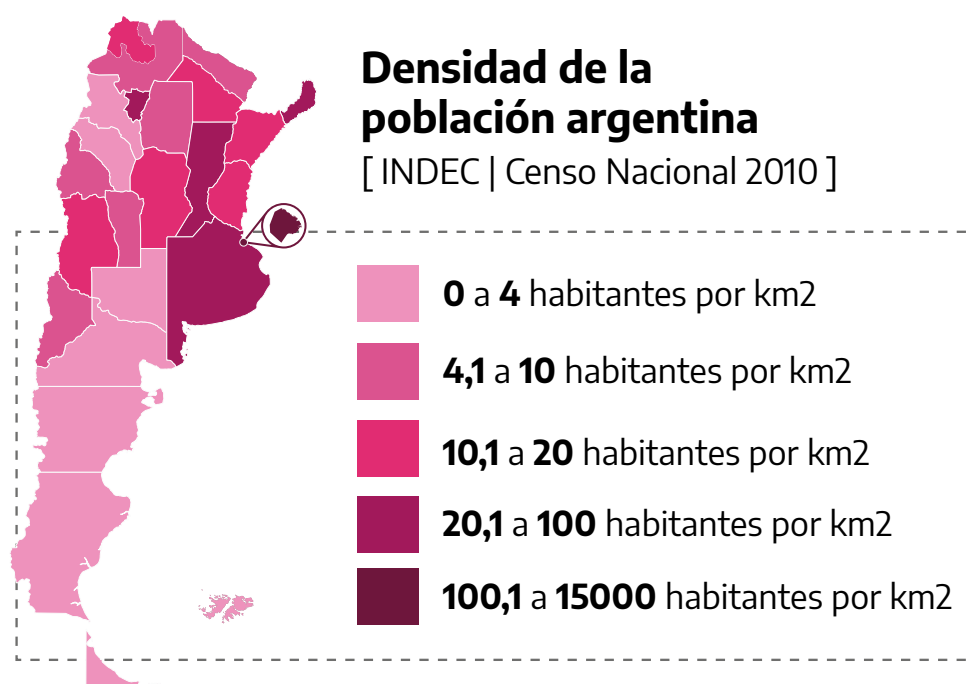 Densidad de la
población argentina
[ INDEC | Censo Nacional 2010 ]
0 a 4 habitantes por km2
4,1 a 10 habitantes por km2
10,1 a 20 habitantes por km2
20,1 a 100 habitantes por km2
100,1 a 15000 habitantes por km2